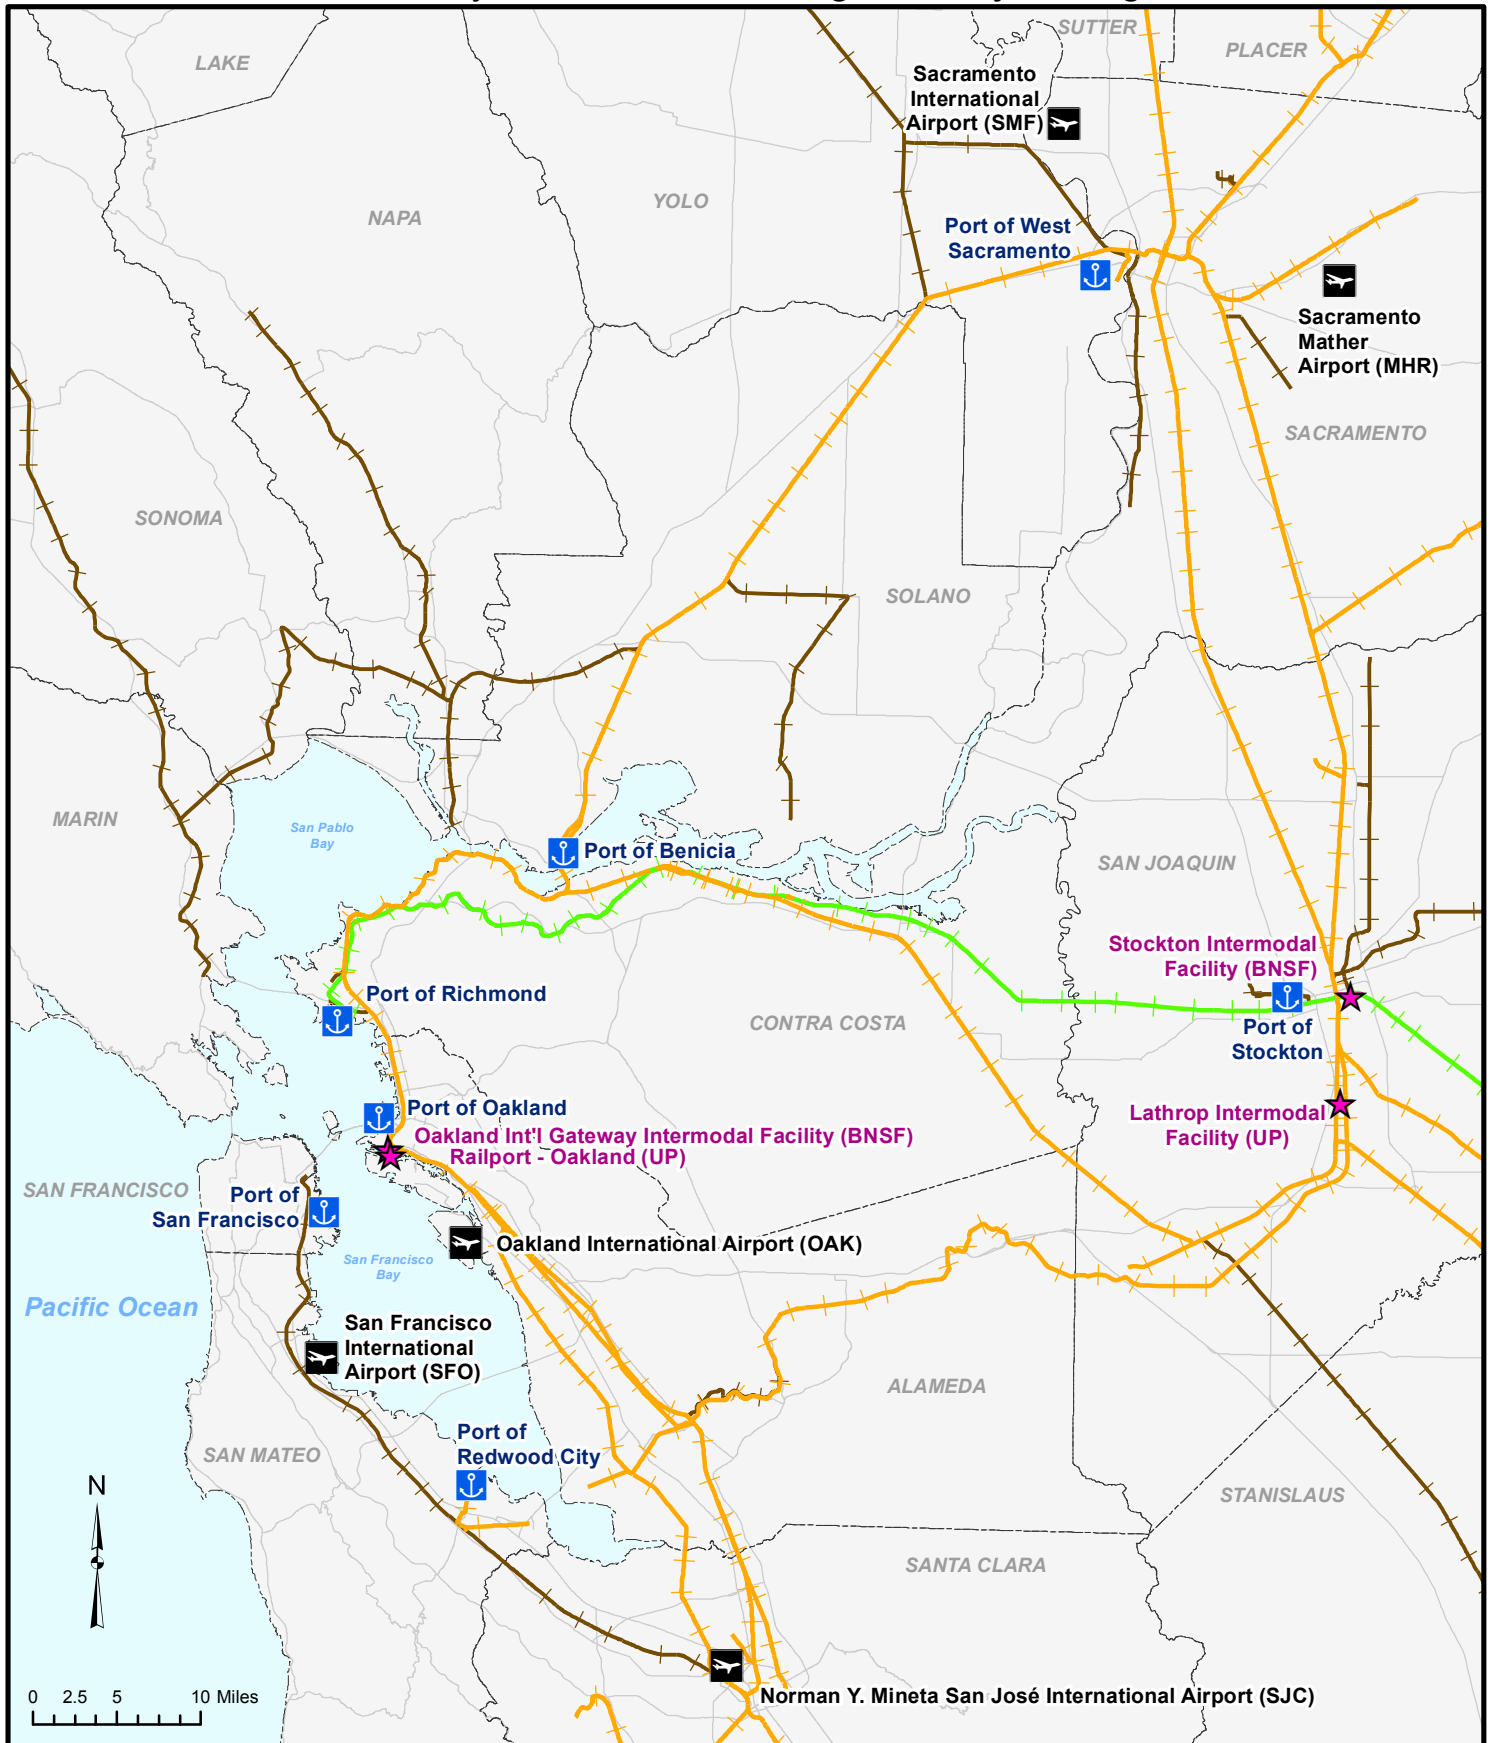 SUTTER
LAKE
PLACER
Sacramento
International
Airport (SMF)
YOLO
NAPA
Port of West
Sacramento
Sacramento
Mather
Airport (MHR)
SACRAMENTO
SONOMA
SOLANO
MARIN
San Pablo
Bay
Port of Benicia
SAN JOAQUIN
Stockton Intermodal
Facility (BNSF)
Port of Richmond
CONTRA COSTA
Port of
Stockton
Port of Oakland
Oakland Int'l Gateway Intermodal Facility (BNSF)
Railport - Oakland (UP)
Lathrop Intermodal
Facility (UP)
SAN FRANCISCO
Port of
San Francisco
Oakland International Airport (OAK)
San Francisco
Bay
Pacific Ocean
San Francisco
International
Airport (SFO)
ALAMEDA
Port of
Redwood City
SAN MATEO
N
STANISLAUS
SANTA CLARA
0 2.5 5 10 Miles
Norman Y. Mineta San José International Airport (SJC)